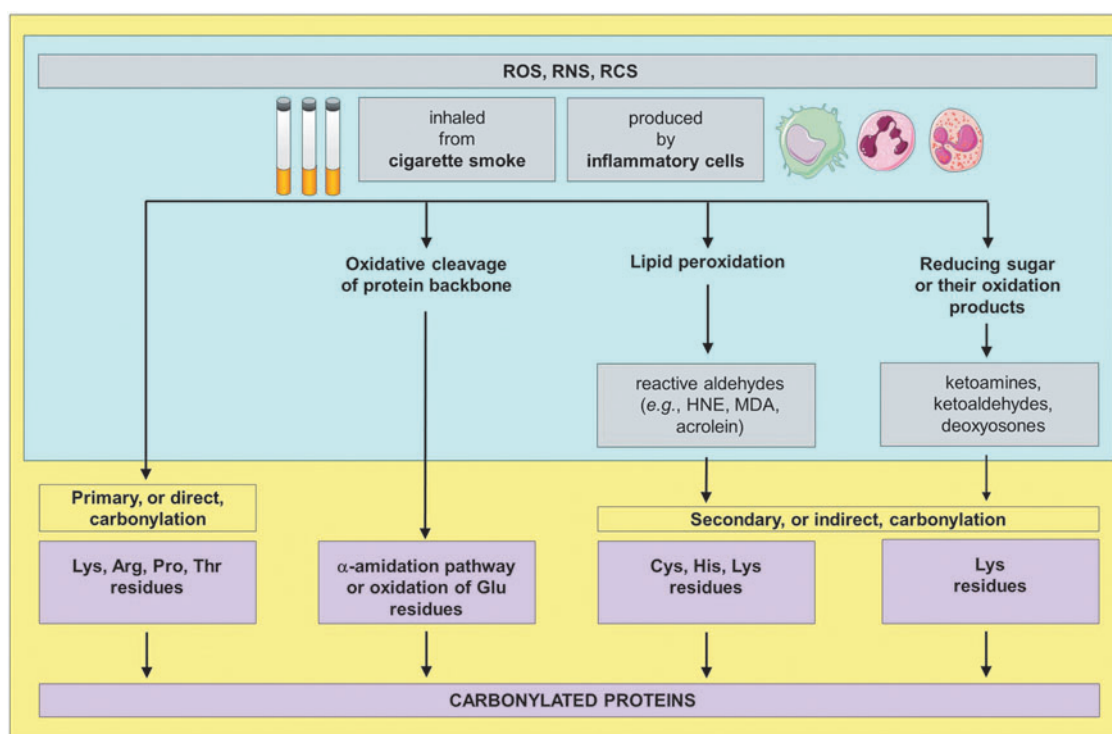 ROS, RNS, RCS
inhaled
from
cigarette smoke
produced
by
inflammatory cells
Oxidative cleavage
of protein backbone
Lipid peroxidation
Reducing sugar
or their oxidation
products
reactive aldehydes
(e.g., HNE, MDA,
acrolein)
ketoamines,
ketoaldehydes,
deoxyosones
Primary, or direct,
carbonylation
Secondary, or indirect, carbonylation
Lys, Arg, Pro, Thr
residues
α-amidation pathway
or oxidation of Glu
residues
Cys, His, Lys
residues
Lys
residues
CARBONYLATED PROTEINS